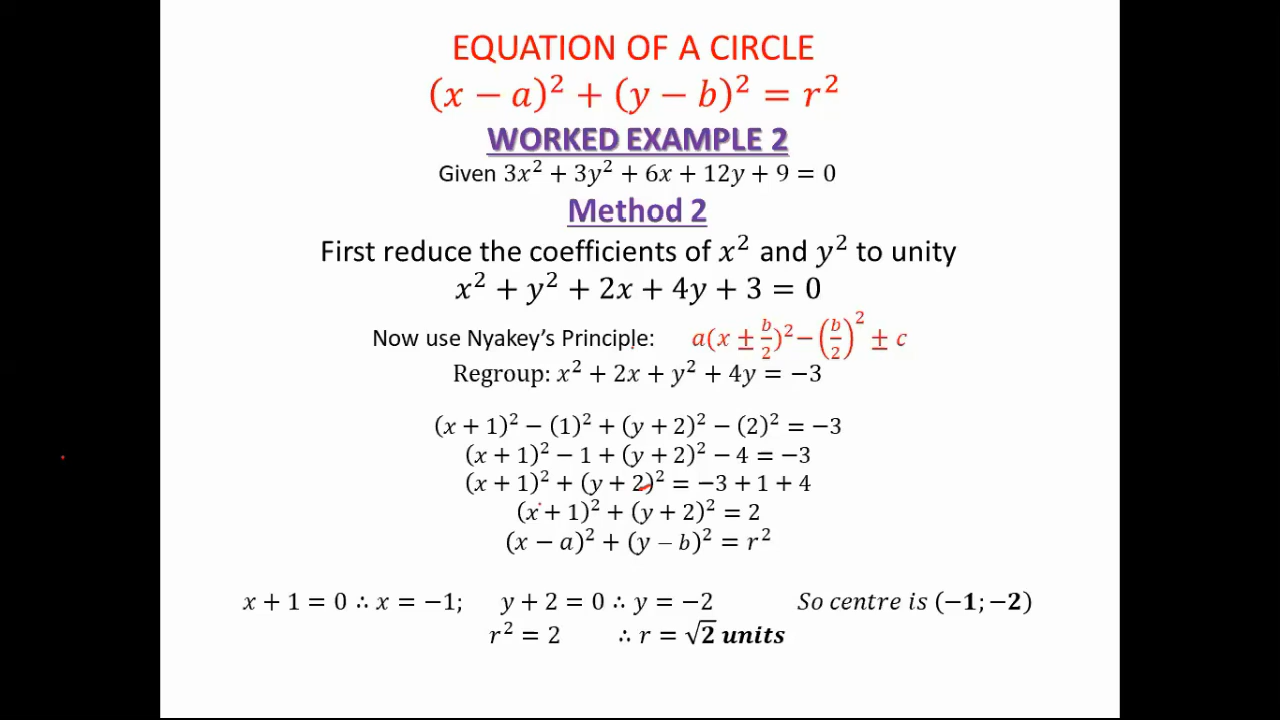 EQUATION OF A CIRCLE
(x − a)² + (y − b)² = r²
WORKED EXAMPLE 2
Given 3x² + 3y² + 6x + 12y + 9 = 0
Method 2
First reduce the coefficients of x² and y² to unity
x² + y² + 2x + 4y + 3 = 0
Now use Nyakey's Principle: a(x ± b/2)² − (b/2)² ± c
Regroup: x² + 2x + y² + 4y = −3
(x + 1)² − (1)² + (y + 2)² − (2)² = −3
(x + 1)² − 1 + (y + 2)² − 4 = −3
(x + 1)² + (y + 2)² = −3 + 1 + 4
(x + 1)² + (y + 2)² = 2
(x − a)² + (y − b)² = r²
x + 1 = 0 ∴ x = −1; y + 2 = 0 ∴ y = −2 So centre is (−1; −2)
r² = 2 ∴ r = √2 units